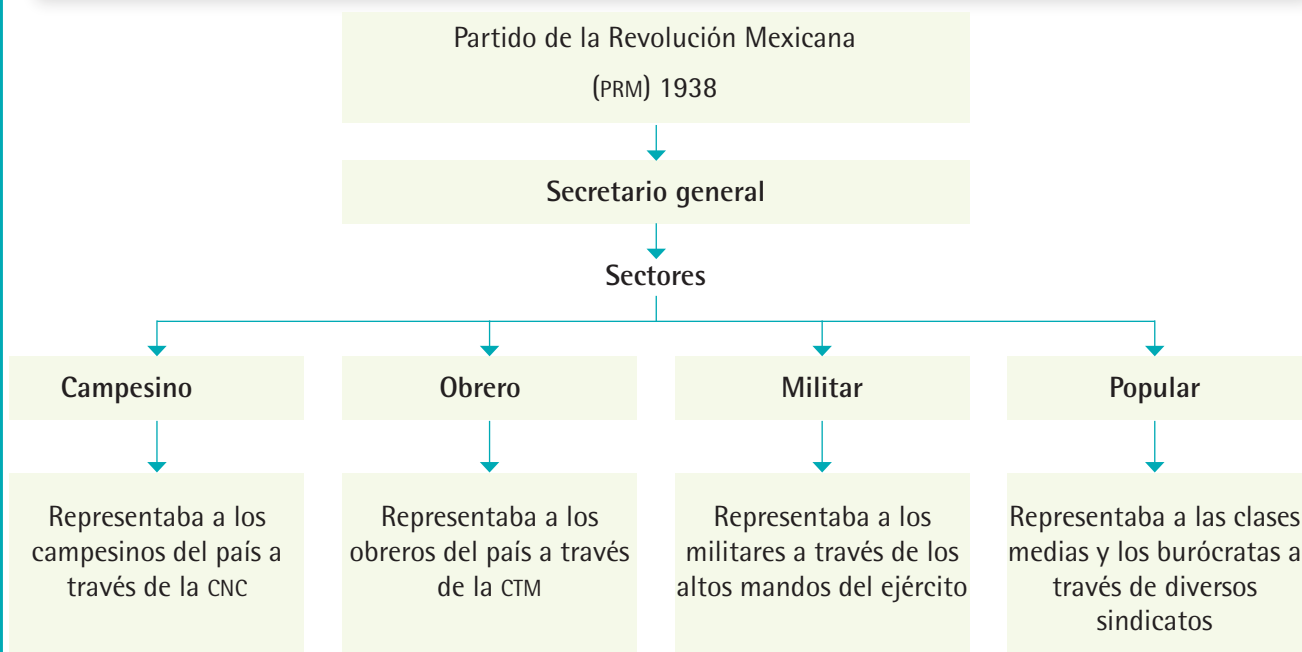 Partido de la Revolución Mexicana
(PRM) 1938
Secretario general
Sectores
Campesino
Obrero
Militar
Popular
Representaba a los
campesinos del país a
través de la CNC
Representaba a los
obreros del país a través
de la CTM
Representaba a los
militares a través de los
altos mandos del ejército
Representaba a las clases
medias y los burócratas a
través de diversos
sindicatos